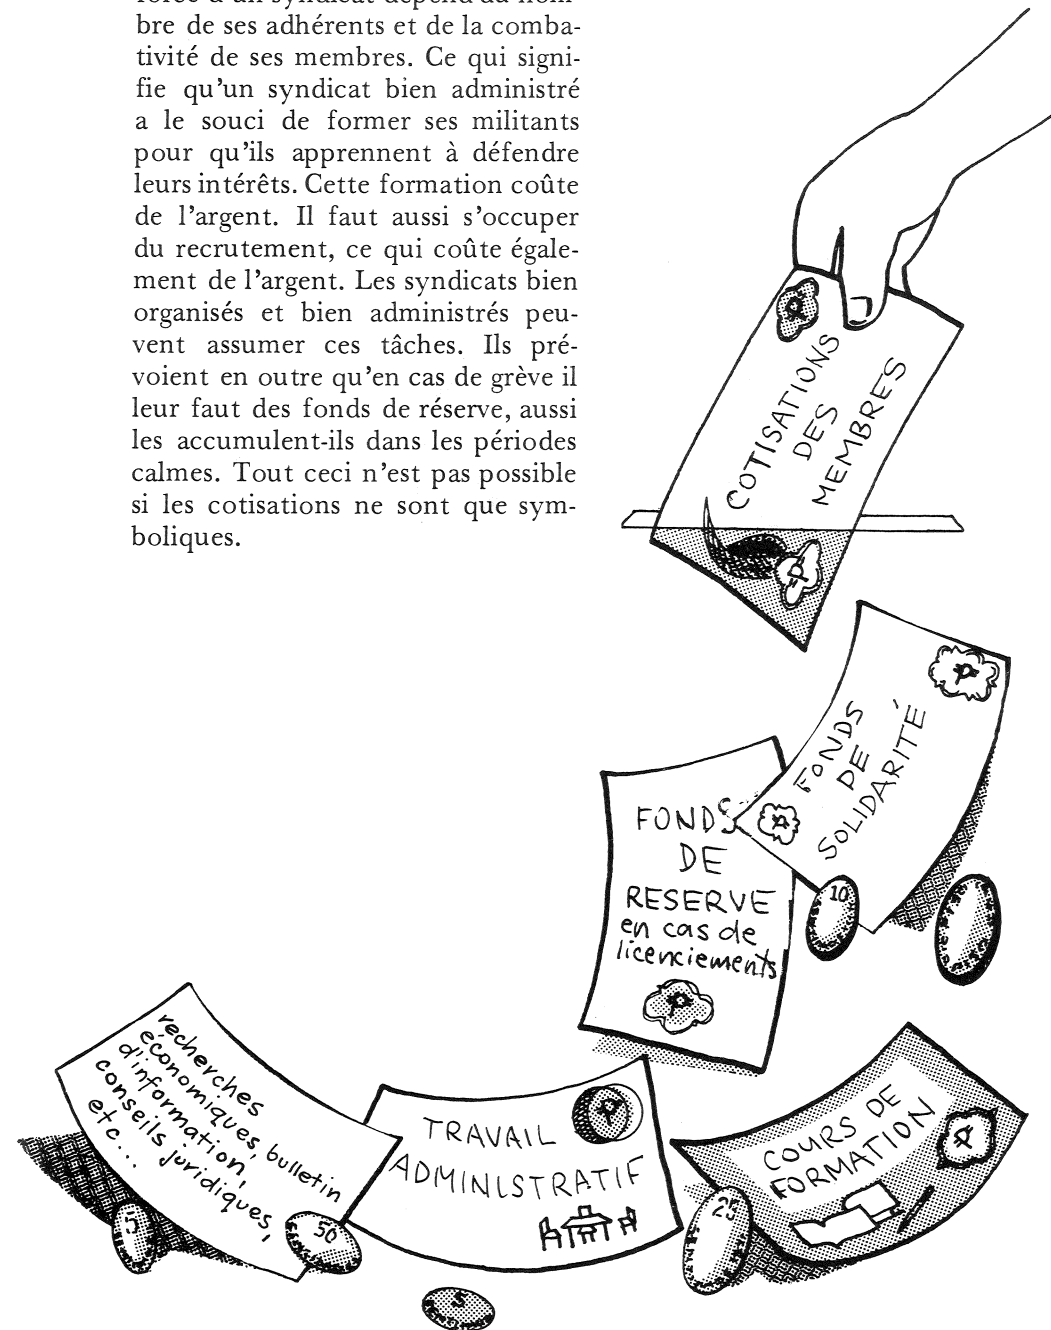 force d'un syndicat dépend du nom-
bre de ses adhérents et de la comba-
tivité de ses membres. Ce qui signi-
fie qu'un syndicat bien administré
a le souci de former ses militants
pour qu'ils apprennent à défendre
leurs intérêts. Cette formation coûte
de l'argent. Il faut aussi s'occuper
du recrutement, ce qui coûte égale-
ment de l'argent. Les syndicats bien
organisés et bien administrés peu-
vent assumer ces tâches. Ils pré-
voient en outre qu'en cas de grève il
leur faut des fonds de réserve, aussi
les accumulent-ils dans les périodes
calmes. Tout ceci n'est pas possible
si les cotisations ne sont que sym-
boliques.
COTISATIONS
DES
MEMBRES
FONDS
DE
SOLIDARITÉ
FONDS
DE
RESERVE
en cas de
licenciements
10
recherches
économiques, bulletin
d'information,
conseils juridiques,
etc...
TRAVAIL
ADMINISTRATIF
COURS DE
FORMATION
5
50
25
5